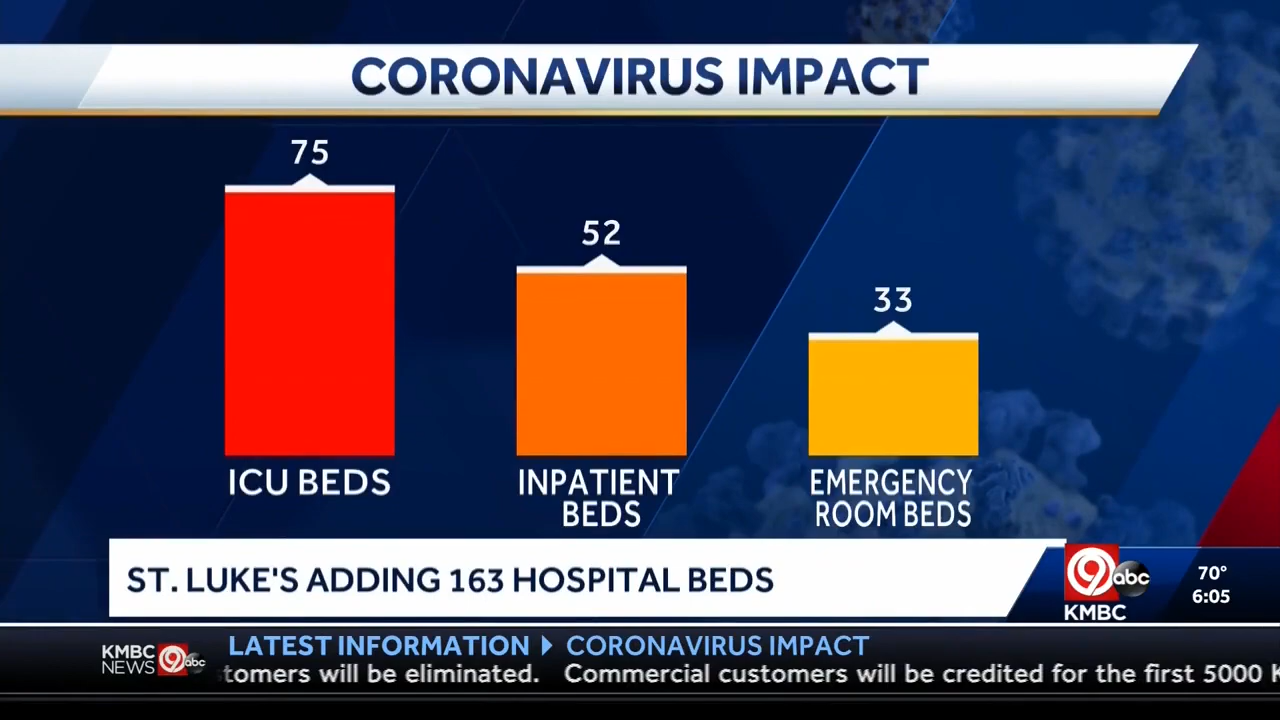 CORONAVIRUS IMPACT
75
52
33
ICU BEDS
INPATIENT
BEDS
EMERGENCY
ROOM BEDS
ST. LUKE'S ADDING 163 HOSPITAL BEDS
9 abc
KMBC
70°
6:05
KMBC
NEWS 9 abc
LATEST INFORMATION CORONAVIRUS IMPACT
tomers will be eliminated. Commercial customers will be credited for the first 5000